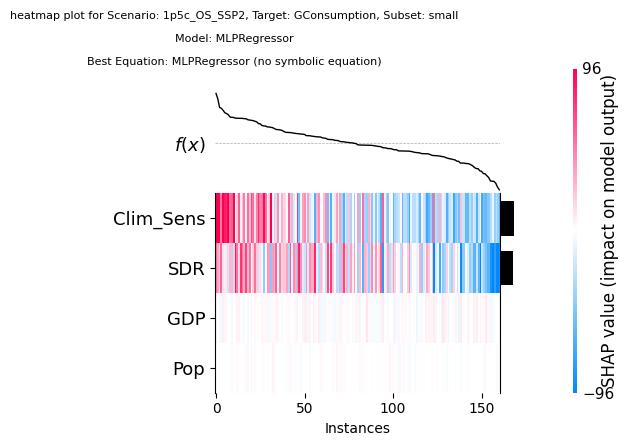 heatmap plot for Scenario: 1p5c_OS_SSP2, Target: GConsumption, Subset: small
Model: MLPRegressor
Best Equation: MLPRegressor (no symbolic equation)
96
f(x)
Clim_Sens
SDR
GDP
Pop
−96
SHAP value (impact on model output)
0
50
100
150
Instances